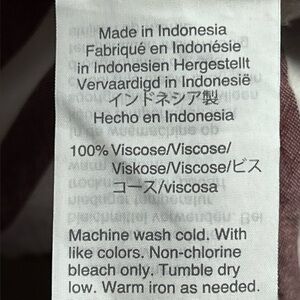 Made in Indonesia
Fabriqué en Indonésie
in Indonesien Hergestellt
Vervaardigd in Indonesië
インドネシア製
Hecho en Indonesia
100% Viscose/Viscose/
Viskose/Viscose/ビス
コース/viscosa
Machine wash cold. With
like colors. Non-chlorine
bleach only. Tumble dry
low. Warm iron as needed.